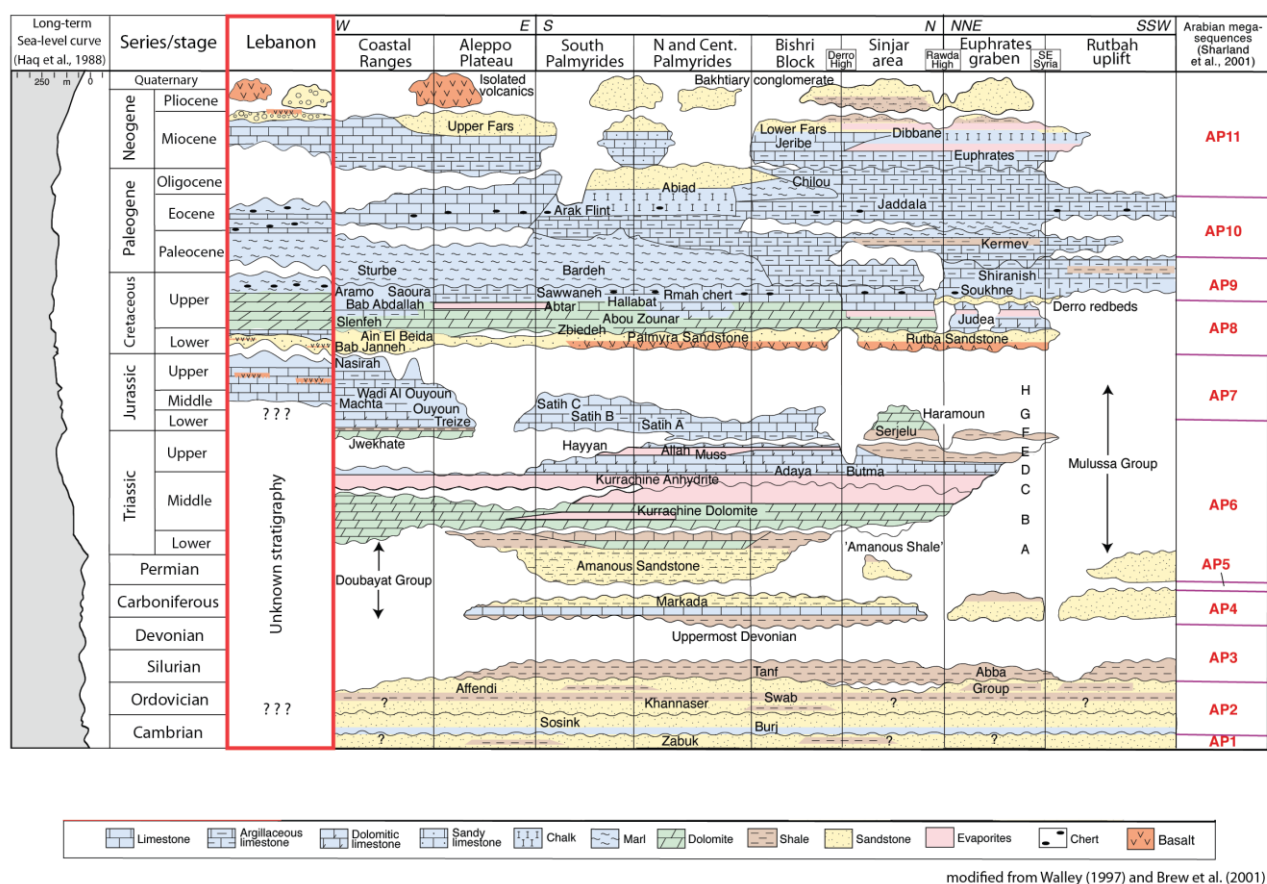 Long-term
Sea-level curve
(Haq et al., 1988)
250 m 0
Series/stage
Lebanon
W E
S N
NNE SSW
Coastal
Ranges
Aleppo
Plateau
South
Palmyrides
N and Cent.
Palmyrides
Bishri
Block
Derro
High
Sinjar
area
Rawda
High
Euphrates
graben
SE
Syria
Rutbah
uplift
Arabian mega-
sequences
(Sharland
et al., 2001)
Quaternary
Neogene
Pliocene
Miocene
Paleogene
Oligocene
Eocene
Paleocene
Cretaceous
Upper
Lower
Jurassic
Upper
Middle
Lower
Triassic
Upper
Middle
Lower
Permian
Carboniferous
Devonian
Silurian
Ordovician
Cambrian
? ? ?
Unknown stratigraphy
? ? ?
Isolated
volcanics
Bakhtiary conglomerate
Upper Fars
Lower Fars
Jeribe
Dibbane
Euphrates
Abiad
Chilou
Arak Flint
Jaddala
Kermev
Sturbe
Bardeh
Shiranish
Aramo
Saoura
Sawwaneh
Rmah chert
Soukhne
Bab Abdallah
Abtar
Hallabat
Derro redbeds
Slenfeh
Abou Zounar
Judea
Ain El Beida
Zbiedeh
Palmyra Sandstone
Rutba Sandstone
Bab Janneh
Nasirah
Wadi Al Ouyoun
Machta
Ouyoun
Treize
Satih C
Satih B
Satih A
Haramoun
Serjelu
Jwekhate
Hayyan
Allah
Muss
Adaya
Butma
Kurrachine Anhydrite
Kurrachine Dolomite
H
G
F
E
D
C
B
A
Mulussa Group
'Amanous Shale'
Amanous Sandstone
Doubayat Group
Markada
Uppermost Devonian
Tanf
Abba
Group
Affendi
Swab
? Khannaser ? ?
Sosink
Burj
? Zabuk ? ?
AP11
AP10
AP9
AP8
AP7
AP6
AP5
AP4
AP3
AP2
AP1
Limestone
Argillaceous
limestone
Dolomitic
limestone
Sandy
limestone
Chalk
Marl
Dolomite
Shale
Sandstone
Evaporites
Chert
Basalt
modified from Walley (1997) and Brew et al. (2001)